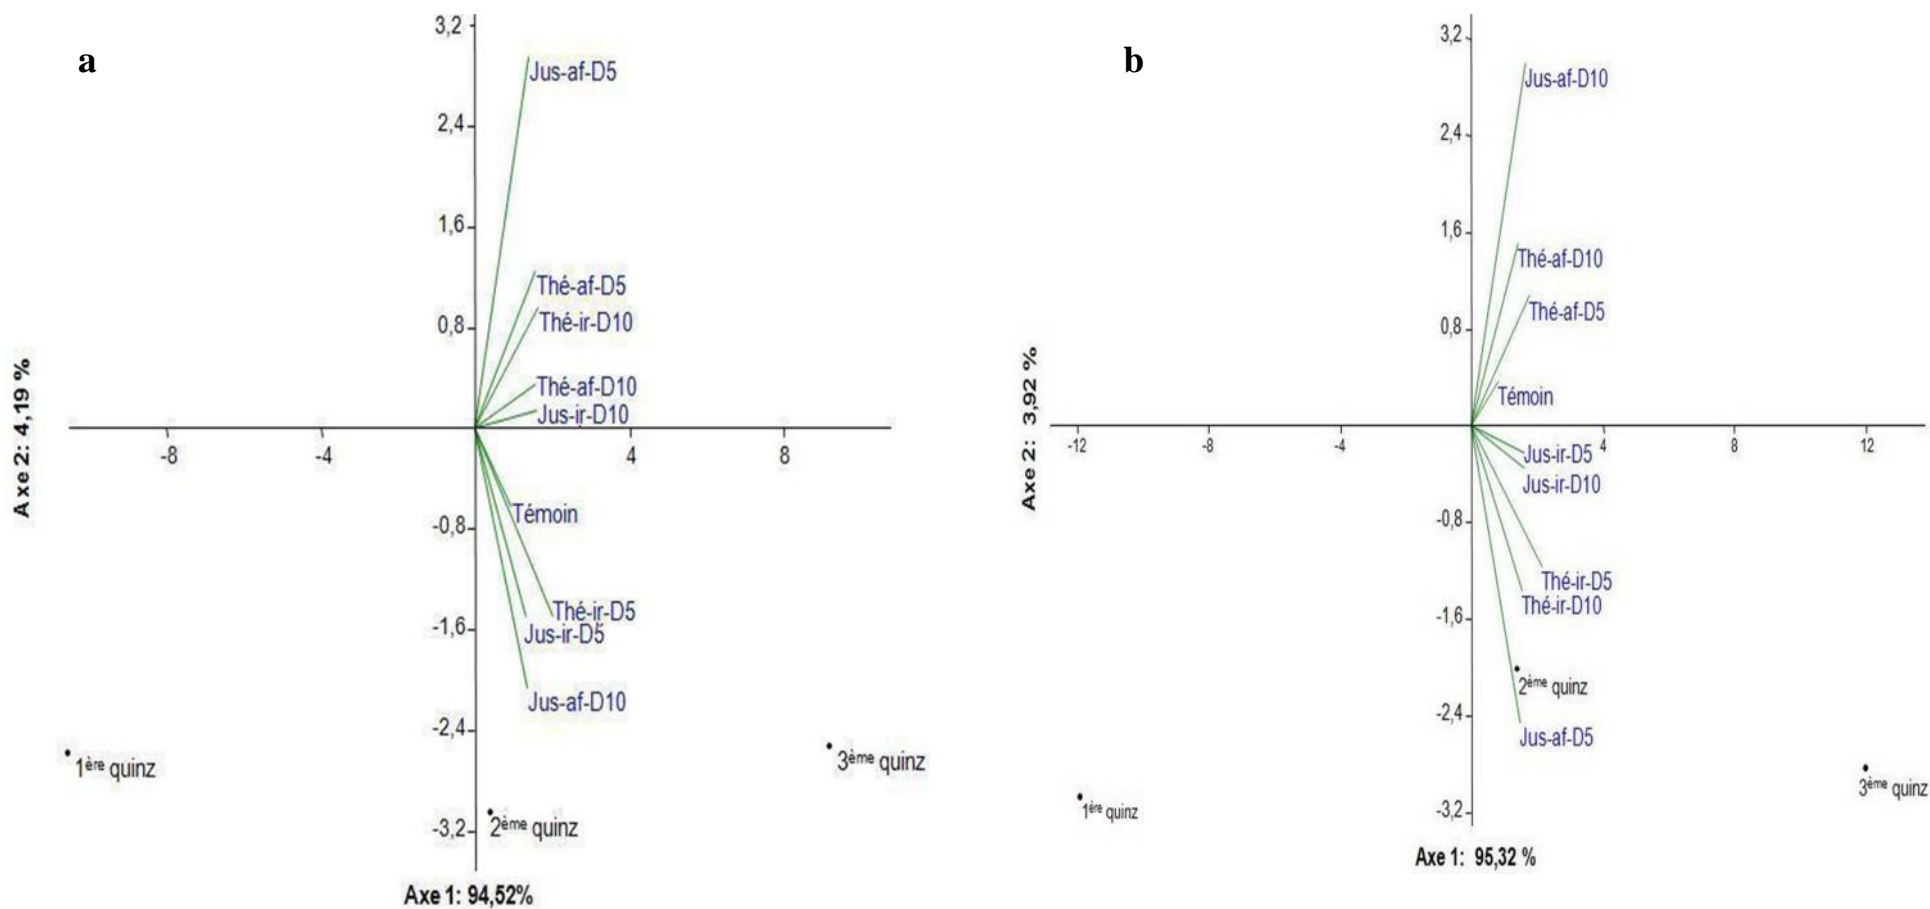 a
3,2
Jus-af-D5
2,4
1,6
Thé-af-D5
Thé-ir-D10
0,8
Thé-af-D10
Jus-ir-D10
-8
-4
4
8
Témoin
-0,8
Thé-ir-D5
-1,6
Jus-ir-D5
Jus-af-D10
-2,4
1ère quinz
3ème quinz
-3,2
2ème quinz
Axe 2: 4,19 %
Axe 1: 94,52%
b
3,2
Jus-af-D10
2,4
1,6
Thé-af-D10
Thé-af-D5
0,8
Témoin
-12
-8
-4
4
8
12
Jus-ir-D5
Jus-ir-D10
-0,8
Thé-ir-D5
Thé-ir-D10
-1,6
2ème quinz
-2,4
Jus-af-D5
3ème quinz
1ère quinz
-3,2
Axe 2: 3,92 %
Axe 1: 95,32 %